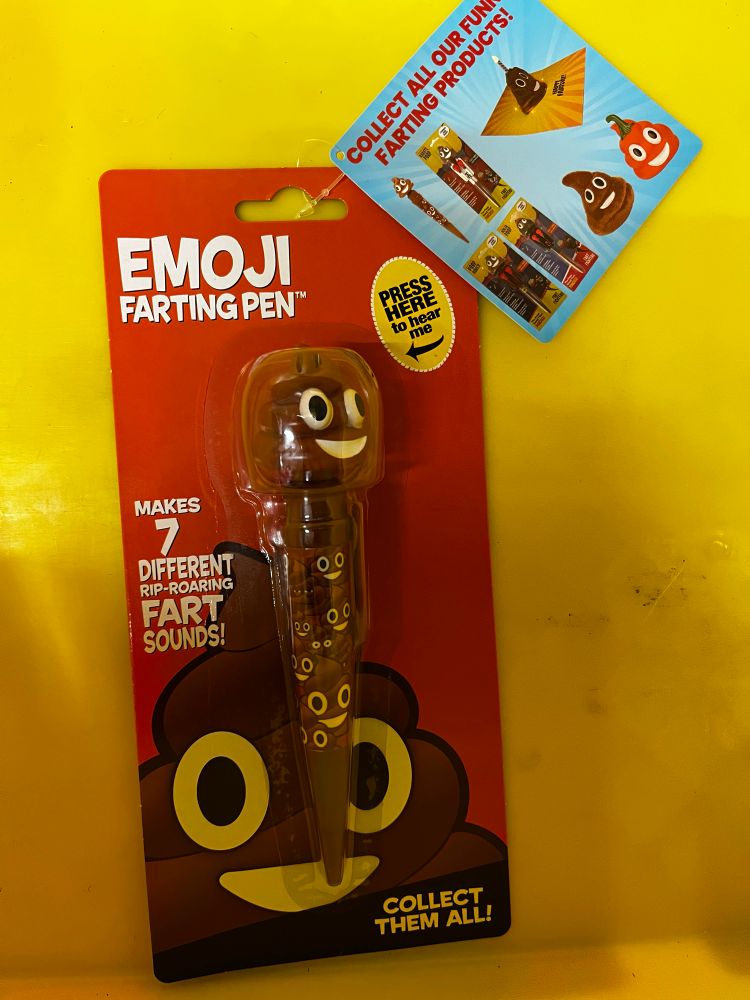 COLLECT ALL OUR FUNK
FARTING PRODUCTS!
EMOJI
FARTING PEN™
PRESS
HERE
to hear
me
MAKES
7
DIFFERENT
RIP-ROARING
FART
SOUNDS!
COLLECT
THEM ALL!